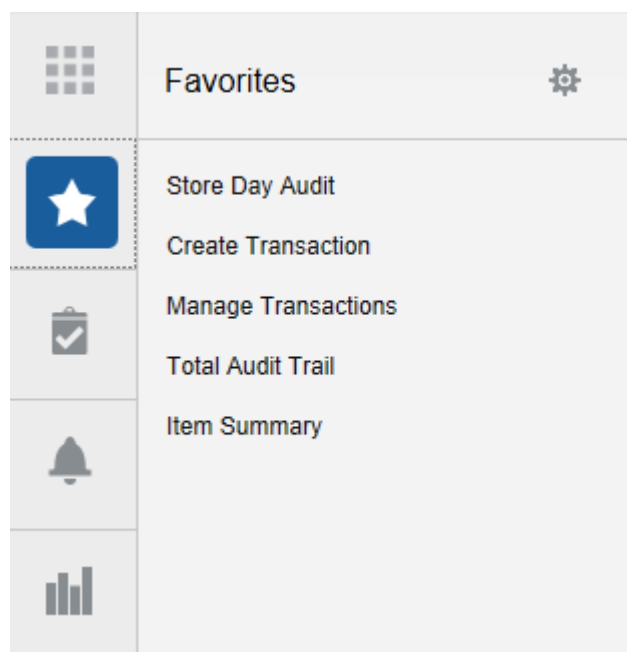 Favorites
Store Day Audit
Create Transaction
Manage Transactions
Total Audit Trail
Item Summary